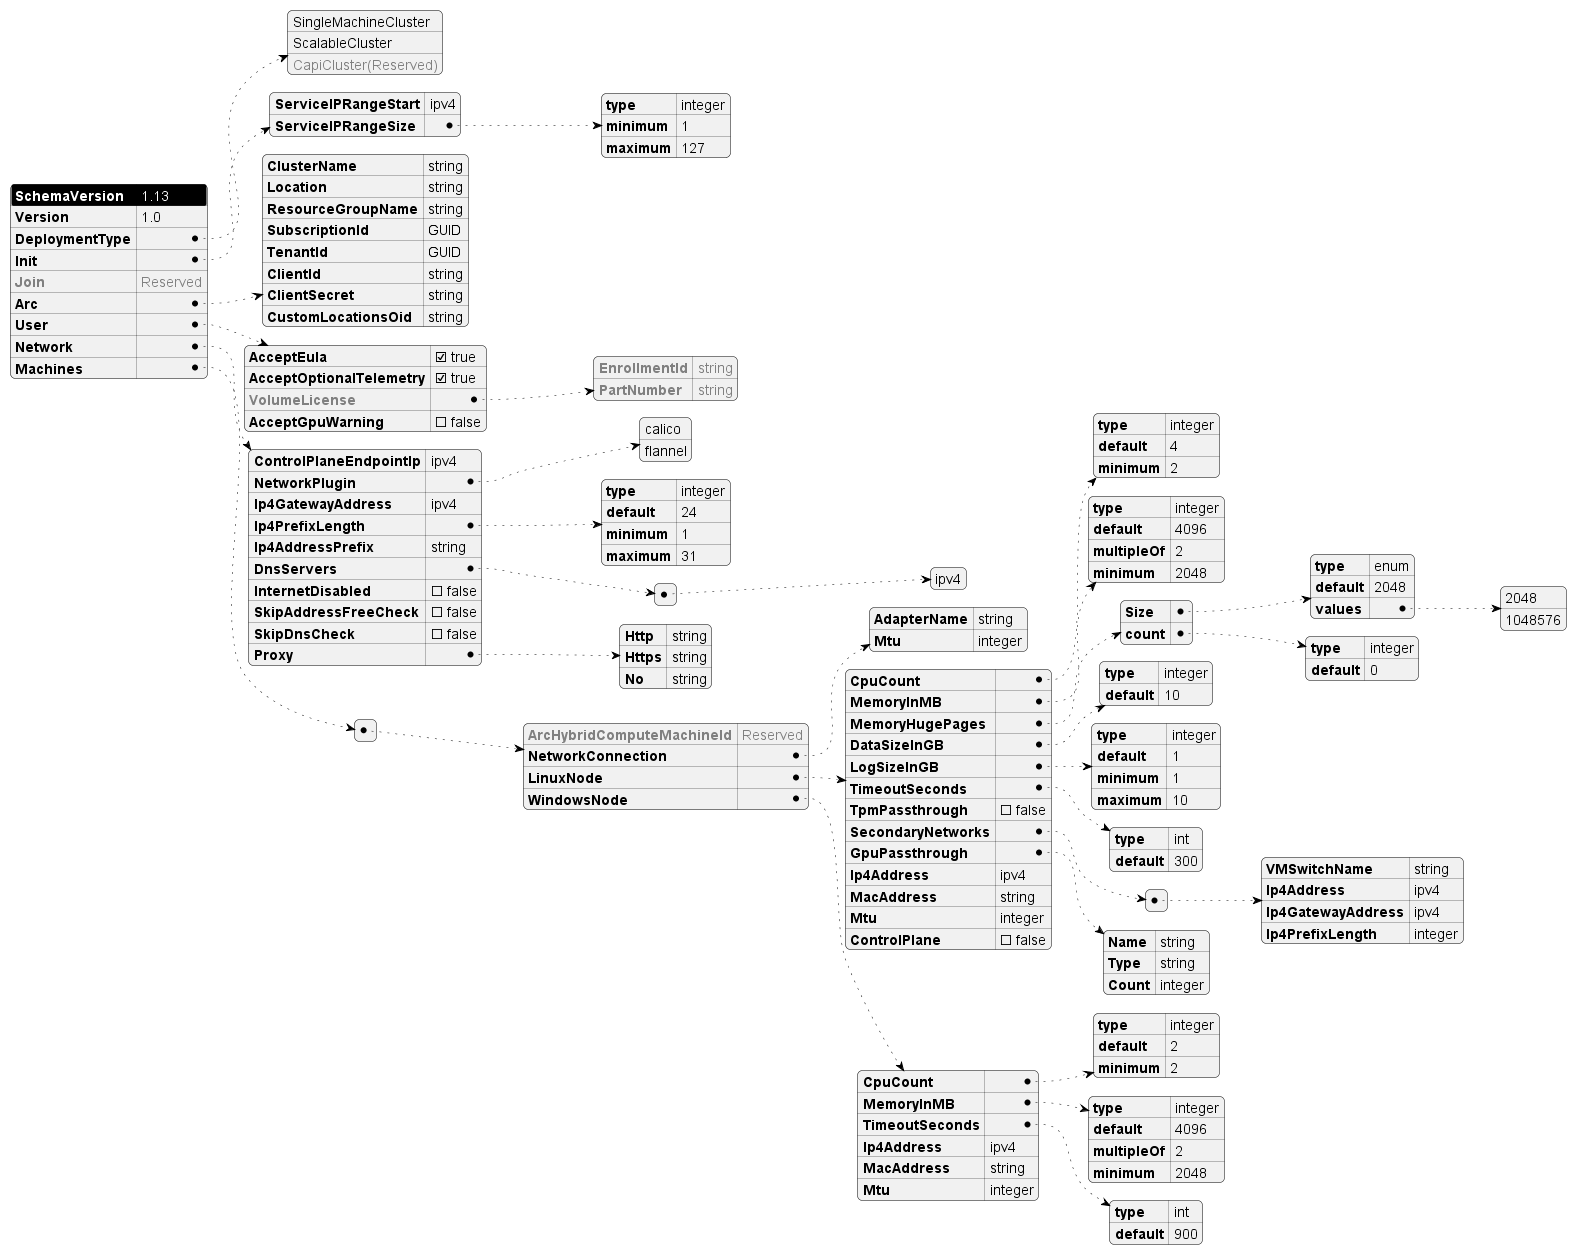 SingleMachineCluster
ScalableCluster
CapiCluster(Reserved)
ServiceIPRangeStart ipv4
ServiceIPRangeSize
type integer
minimum 1
maximum 127
ClusterName string
Location string
ResourceGroupName string
SubscriptionId GUID
TenantId GUID
ClientId string
ClientSecret string
CustomLocationsOid string
SchemaVersion 1.13
Version 1.0
DeploymentType
Init
Join Reserved
Arc
User
Network
Machines
AcceptEula ☑ true
AcceptOptionalTelemetry ☑ true
VolumeLicense
AcceptGpuWarning ☐ false
EnrollmentId string
PartNumber string
ControlPlaneEndpointIp ipv4
NetworkPlugin
Ip4GatewayAddress ipv4
Ip4PrefixLength
Ip4AddressPrefix string
DnsServers
InternetDisabled ☐ false
SkipAddressFreeCheck ☐ false
SkipDnsCheck ☐ false
Proxy
calico
flannel
type integer
default 24
minimum 1
maximum 31
ipv4
Http string
Https string
No string
ArcHybridComputeMachineId Reserved
NetworkConnection
LinuxNode
WindowsNode
AdapterName string
Mtu integer
CpuCount
MemoryInMB
MemoryHugePages
DataSizeInGB
LogSizeInGB
TimeoutSeconds
TpmPassthrough ☐ false
SecondaryNetworks
GpuPassthrough
Ip4Address ipv4
MacAddress string
Mtu integer
ControlPlane ☐ false
type integer
default 4
minimum 2
type integer
default 4096
multipleOf 2
minimum 2048
Size
count
type enum
default 2048
values
2048
1048576
type integer
default 0
type integer
default 10
type integer
default 1
minimum 1
maximum 10
type int
default 300
VMSwitchName string
Ip4Address ipv4
Ip4GatewayAddress ipv4
Ip4PrefixLength integer
Name string
Type string
Count integer
CpuCount
MemoryInMB
TimeoutSeconds
Ip4Address ipv4
MacAddress string
Mtu integer
type integer
default 2
minimum 2
type integer
default 4096
multipleOf 2
minimum 2048
type int
default 900